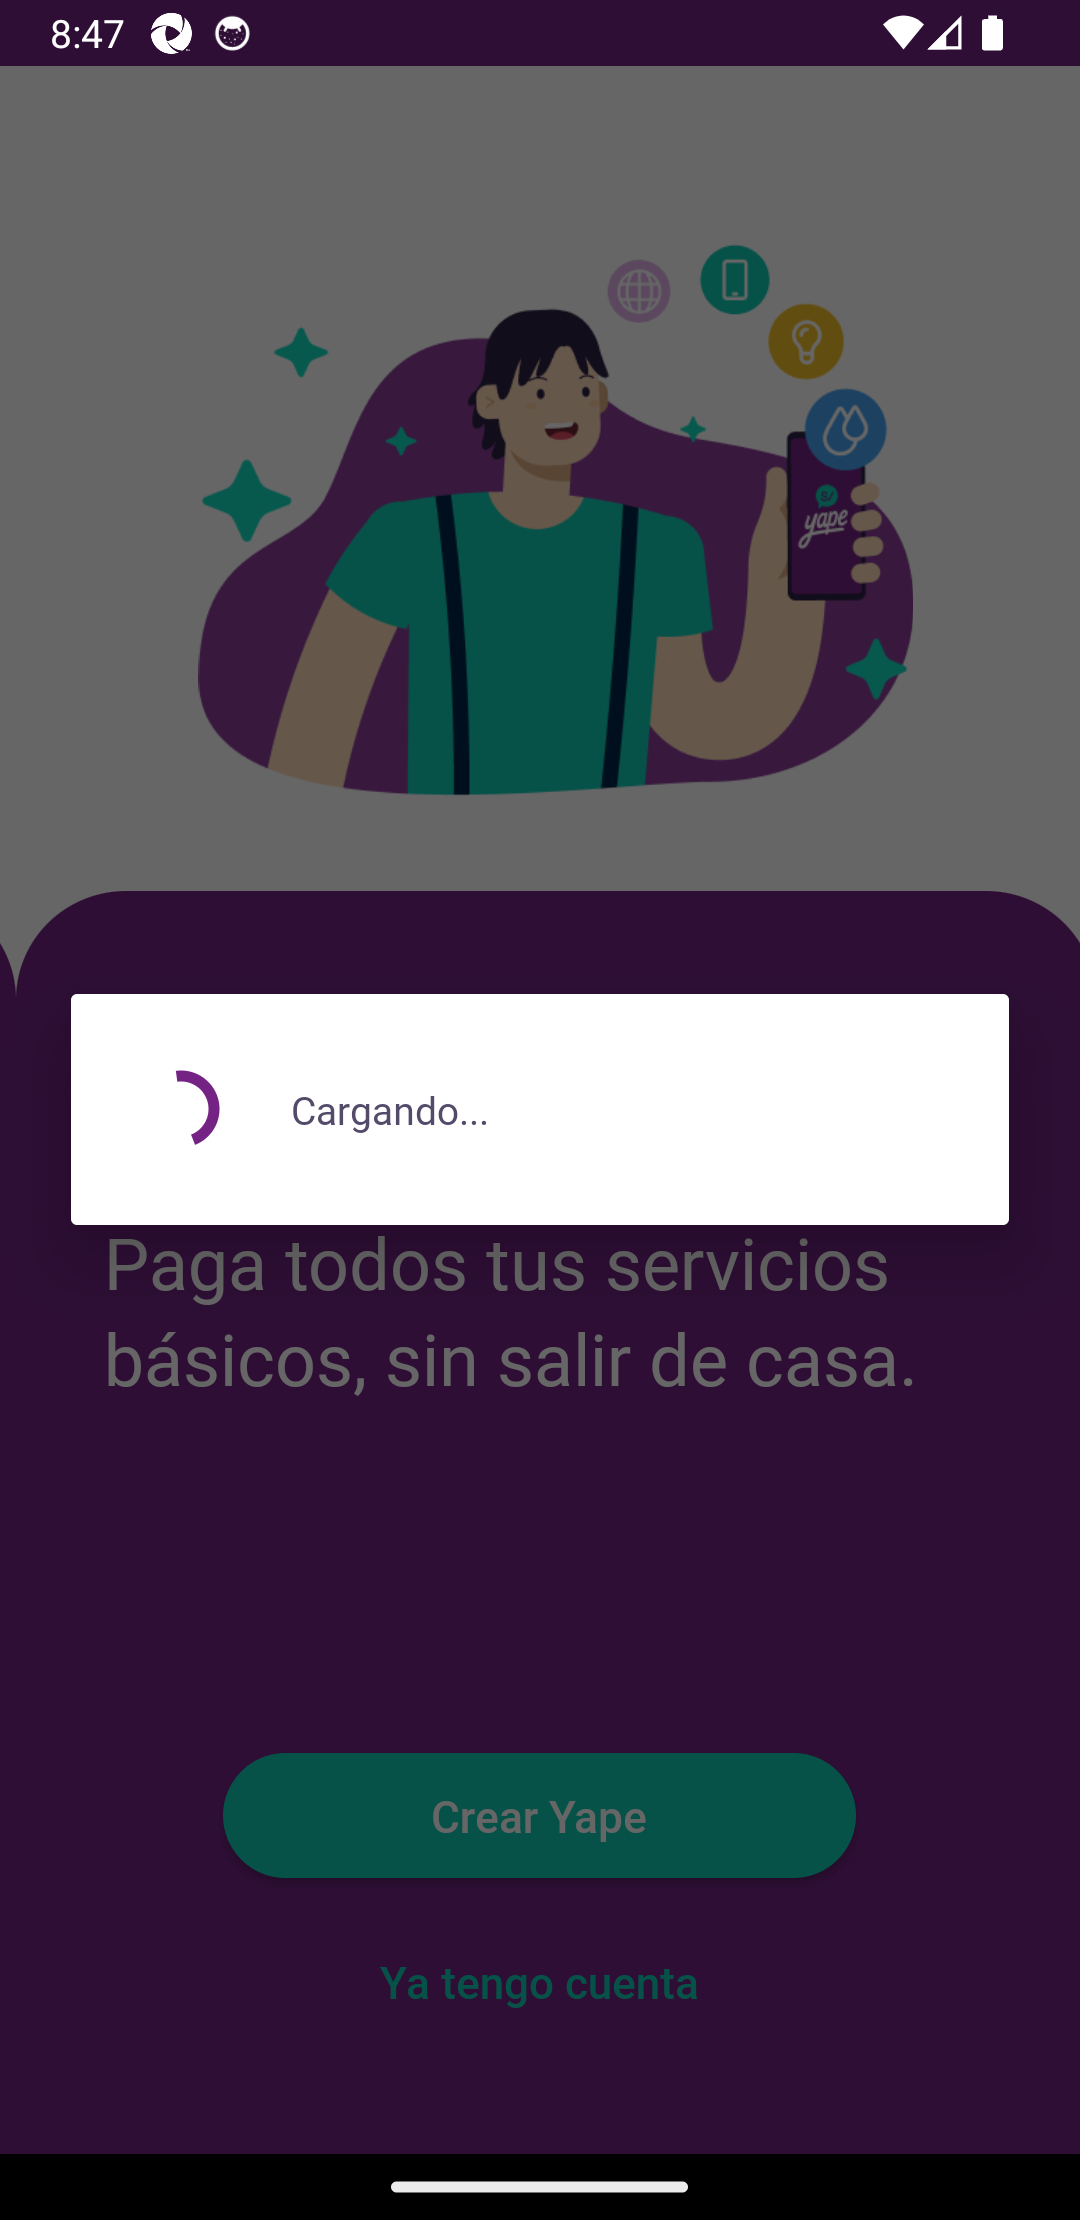 8:47
S/
yape
Cargando...
Paga todos tus servicios
básicos, sin salir de casa.
Crear Yape
Ya tengo cuenta